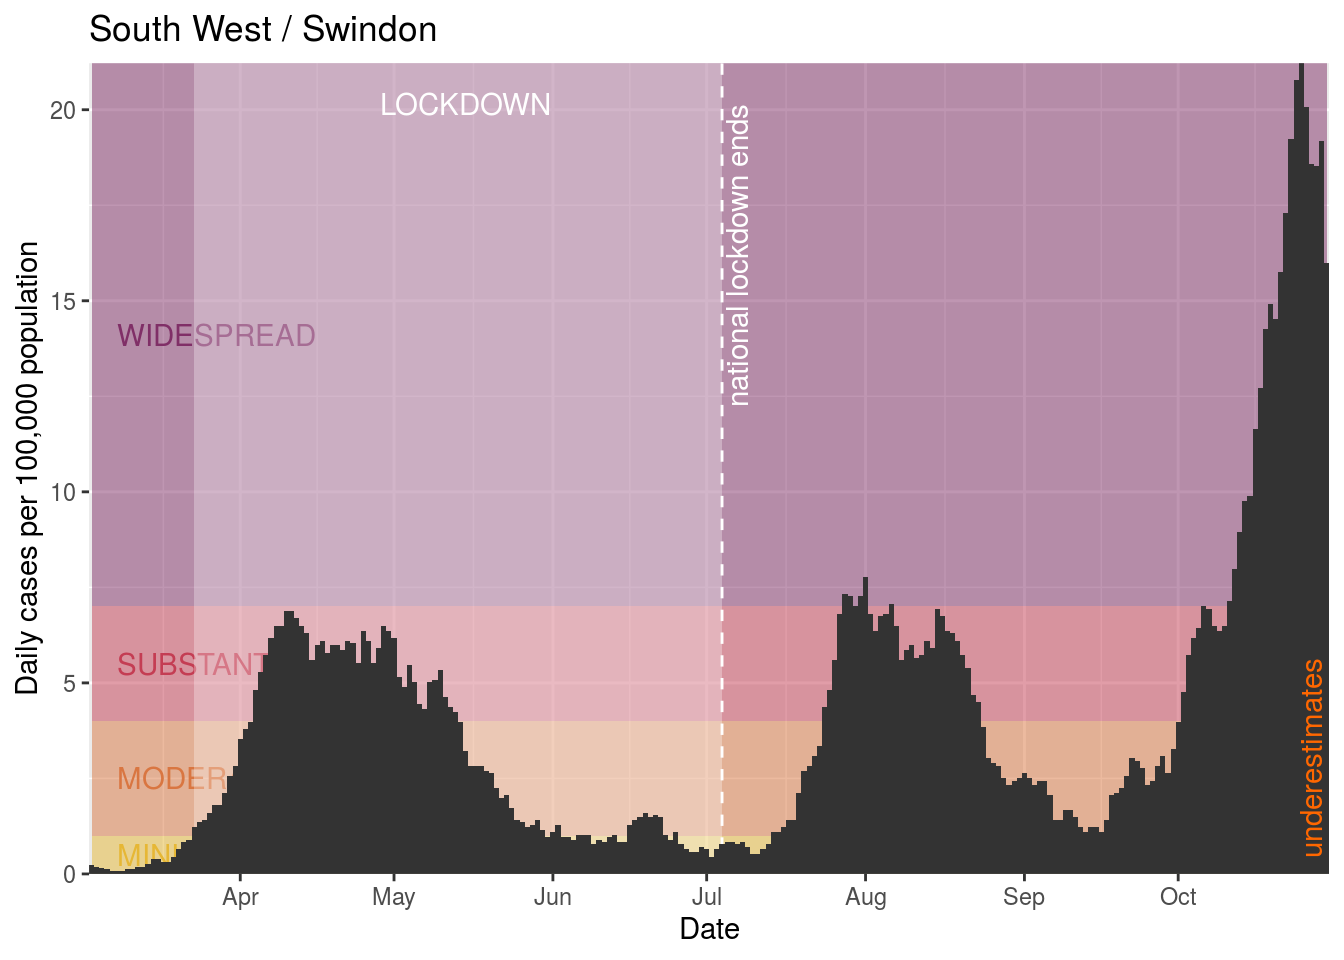 South West / Swindon
Daily cases per 100,000 population
20
15
10
5
0
LOCKDOWN
national lockdown ends
WIDESPREAD
SUBSTANT
MODER
MINI
underestimates
Apr May Jun Jul Aug Sep Oct
Date